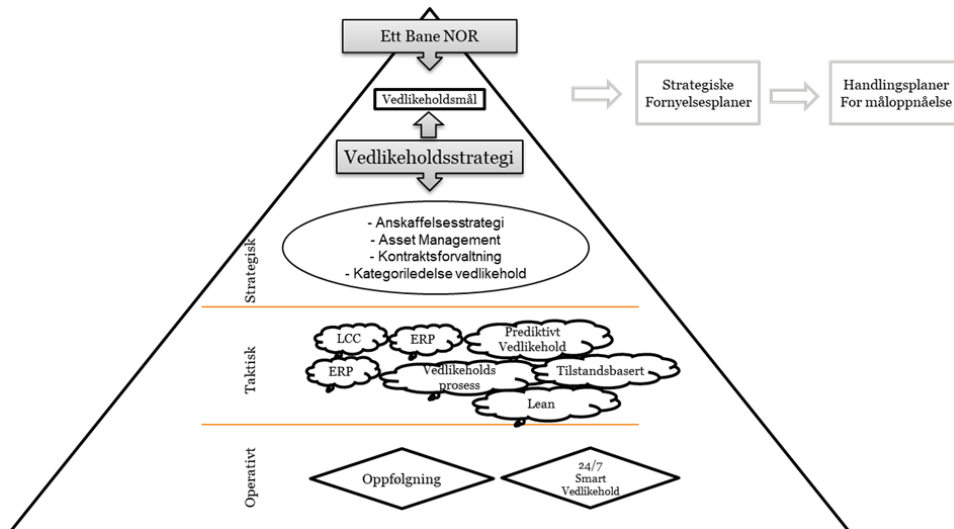 Ett Bane NOR
Vedlikeholdsmål
Strategiske
Fornyelsesplaner
Handlingsplaner
For måloppnåelse
Vedlikeholdsstrategi
- Anskaffelsesstrategi
- Asset Management
- Kontraktsforvaltning
- Kategoriledelse vedlikehold
Strategisk
LCC
ERP
Prediktivt
Vedlikehold
ERP
Vedlikeholds
prosess
Tilstandsbasert
Lean
Taktisk
Oppfølgning
24/7
Smart
Vedlikehold
Operativt